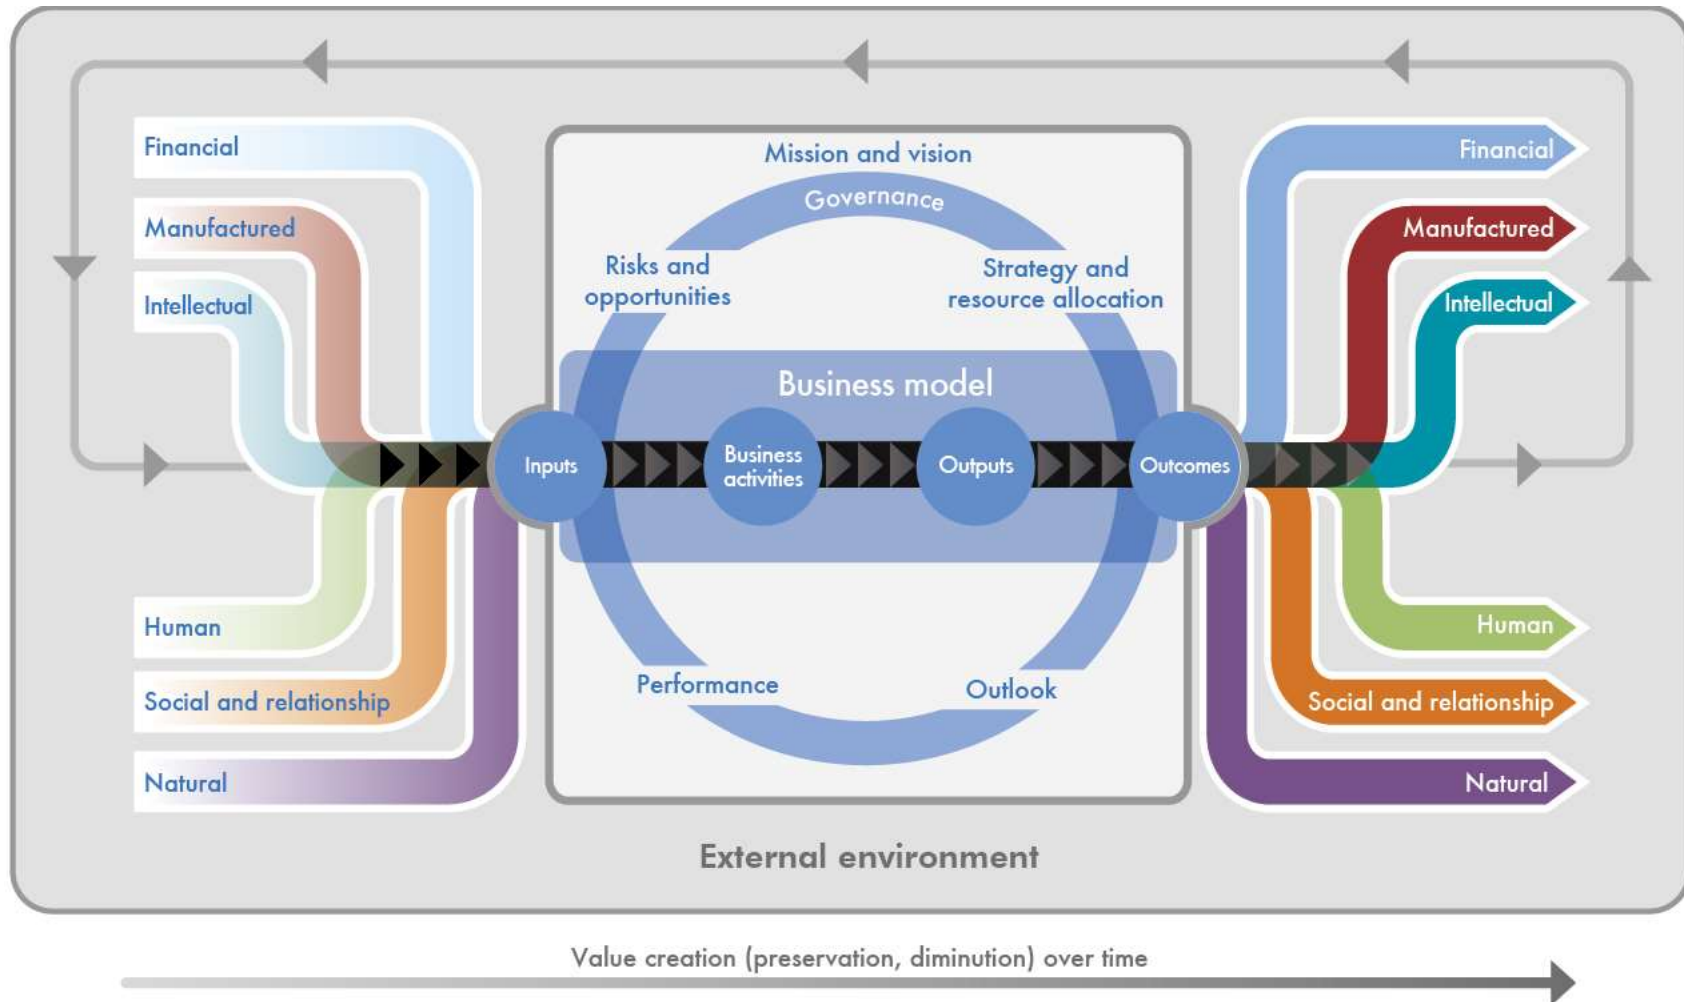 Financial
Manufactured
Intellectual
Human
Social and relationship
Natural
Mission and vision
Governance
Risks and
opportunities
Strategy and
resource allocation
Business model
Inputs
Business
activities
Outputs
Outcomes
Performance
Outlook
Financial
Manufactured
Intellectual
Human
Social and relationship
Natural
External environment
Value creation (preservation, diminution) over time